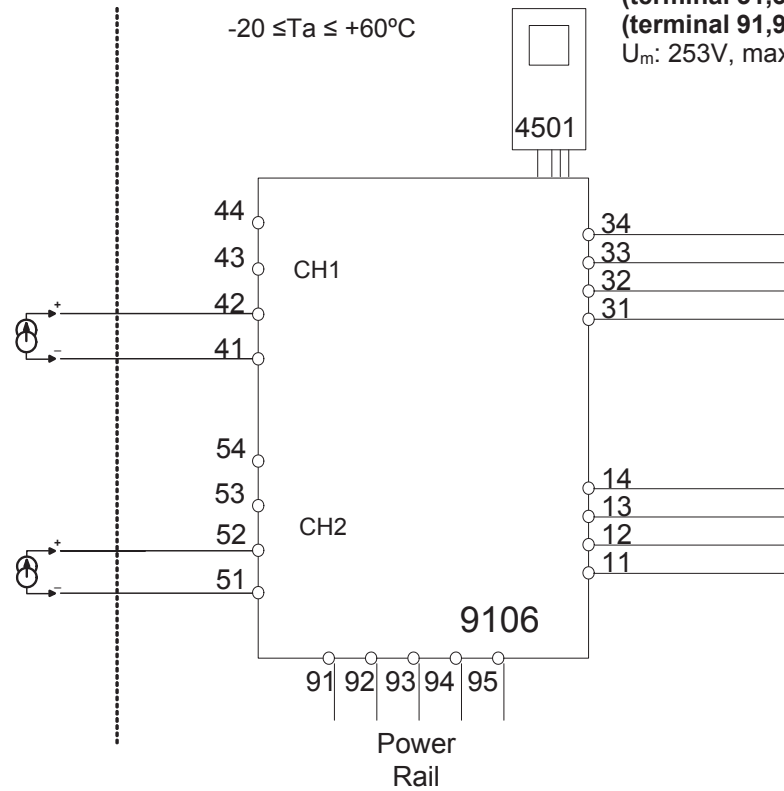 -20 ≤Ta ≤ +60ºC
(terminal 91,9
Um: 253V, max
4501
44
43
CH1
42
41
34
33
32
31
54
53
CH2
52
51
14
13
12
11
9106
91 92 93 94 95
Power
Rail
+
–
+
–